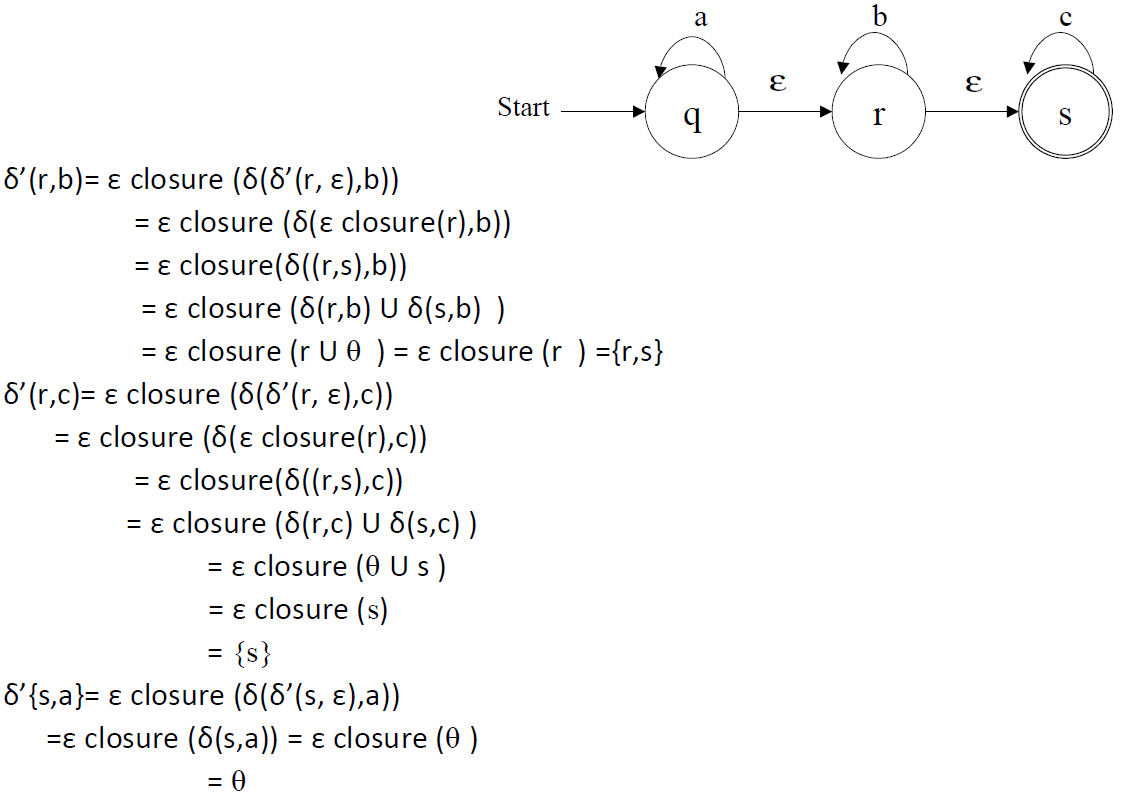 a b c
ε ε
Start q r s
δ’(r,b)= ε closure (δ(δ’(r, ε),b))
= ε closure (δ(ε closure(r),b))
= ε closure(δ((r,s),b))
= ε closure (δ(r,b) U δ(s,b) )
= ε closure (r U θ ) = ε closure (r ) ={r,s}
δ’(r,c)= ε closure (δ(δ’(r, ε),c))
= ε closure (δ(ε closure(r),c))
= ε closure(δ((r,s),c))
= ε closure (δ(r,c) U δ(s,c) )
= ε closure (θ U s )
= ε closure (s)
= {s}
δ’{s,a}= ε closure (δ(δ’(s, ε),a))
=ε closure (δ(s,a)) = ε closure (θ )
= θ